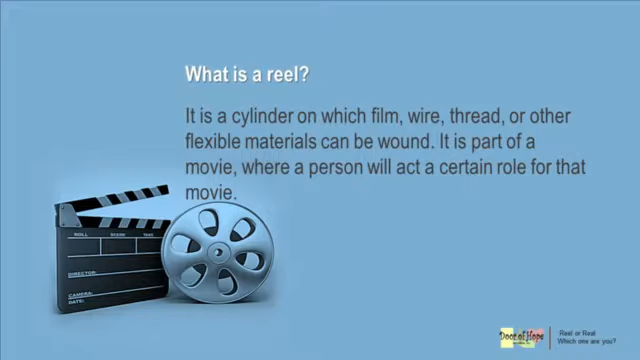 What is a reel?
It is a cylinder on which film, wire, thread, or other
flexible materials can be wound. It is part of a
movie, where a person will act a certain role for that
movie.
ROLL SCENE TAKE
DIRECTOR:
CAMERA:
DATE:
Door of Hope
Reel or Real
Which one are you?